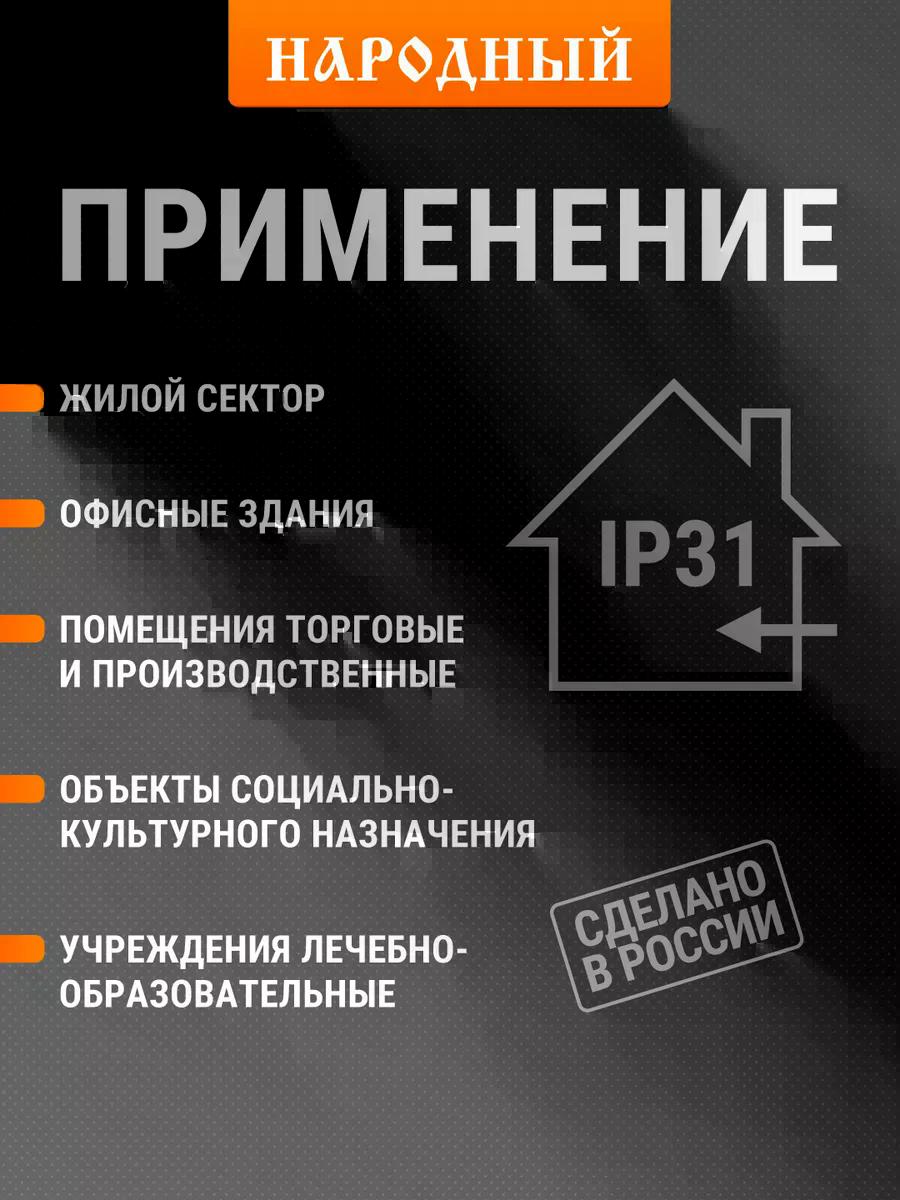 НАРОДНЫЙ
ПРИМЕНЕНИЕ
ЖИЛОЙ СЕКТОР
ОФИСНЫЕ ЗДАНИЯ
ПОМЕЩЕНИЯ ТОРГОВЫЕ
И ПРОИЗВОДСТВЕННЫЕ
IP31
ОБЪЕКТЫ СОЦИАЛЬНО-
КУЛЬТУРНОГО НАЗНАЧЕНИЯ
УЧРЕЖДЕНИЯ ЛЕЧЕБНО-
ОБРАЗОВАТЕЛЬНЫЕ
СДЕЛАНО
В РОССИИ